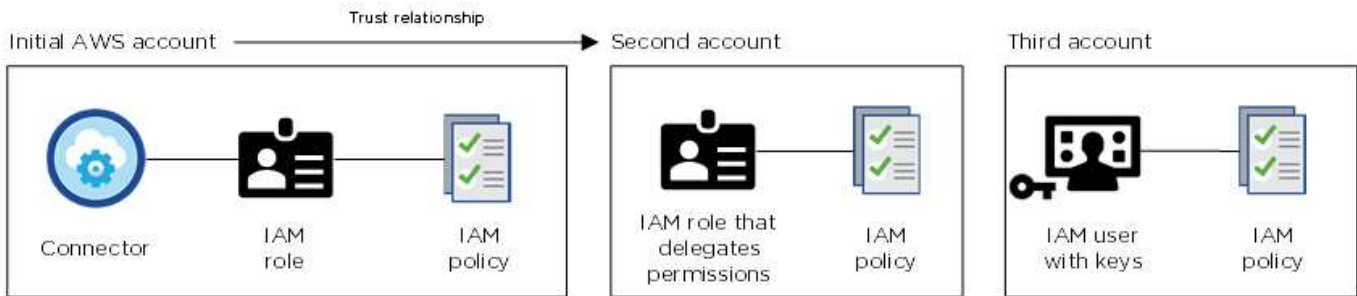 Trust relationship
Initial AWS account
Second account
Third account
Connector
IAM
role
IAM
policy
IAM role that
delegates
permissions
IAM
policy
IAM user
with keys
IAM
policy